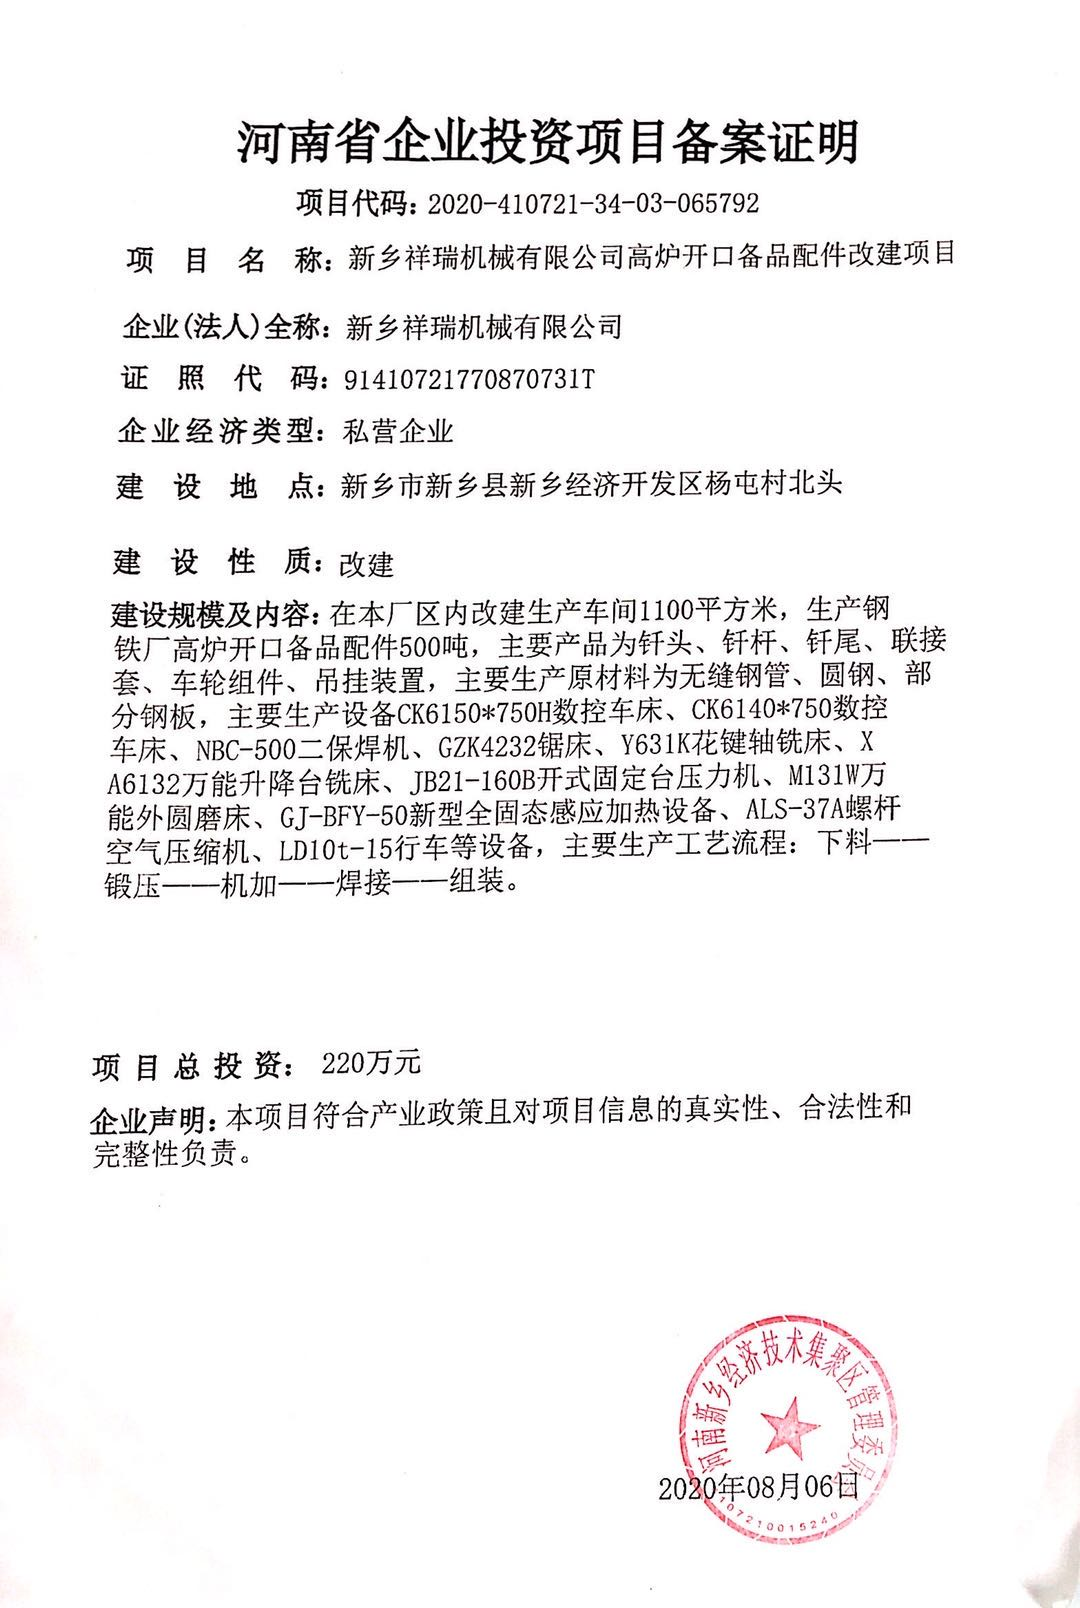 河南省企业投资项目备案证明
项目代码：2020-410721-34-03-065792
项目名称：新乡祥瑞机械有限公司高炉开口备品配件改建项目
企业(法人)全称：新乡祥瑞机械有限公司
证照代码：91410721770870731T
企业经济类型：私营企业
建设地点：新乡市新乡县新乡经济开发区杨屯村北头
建设性质：改建
建设规模及内容：在本厂区内改建生产车间1100平方米，生产钢
铁厂高炉开口备品配件500吨，主要产品为钎头、钎杆、钎尾、联接
套、车轮组件、吊挂装置，主要生产原材料为无缝钢管、圆钢、部
分钢板，主要生产设备CK6150*750H数控车床、CK6140*750数控
车床、NBC-500二保焊机、GZK4232锯床、Y631K花键轴铣床、X
A6132万能升降台铣床、JB21-160B开式固定台压力机、M131W万
能外圆磨床、GJ-BFY-50新型全固态感应加热设备、ALS-37A螺杆
空气压缩机、LD10t-15行车等设备，主要生产工艺流程：下料——
锻压——机加——焊接——组装。
项目总投资：220万元
企业声明：本项目符合产业政策且对项目信息的真实性、合法性和
完整性负责。
河南新乡经济技术集聚区管理委员会
2020年08月06日
107210015240